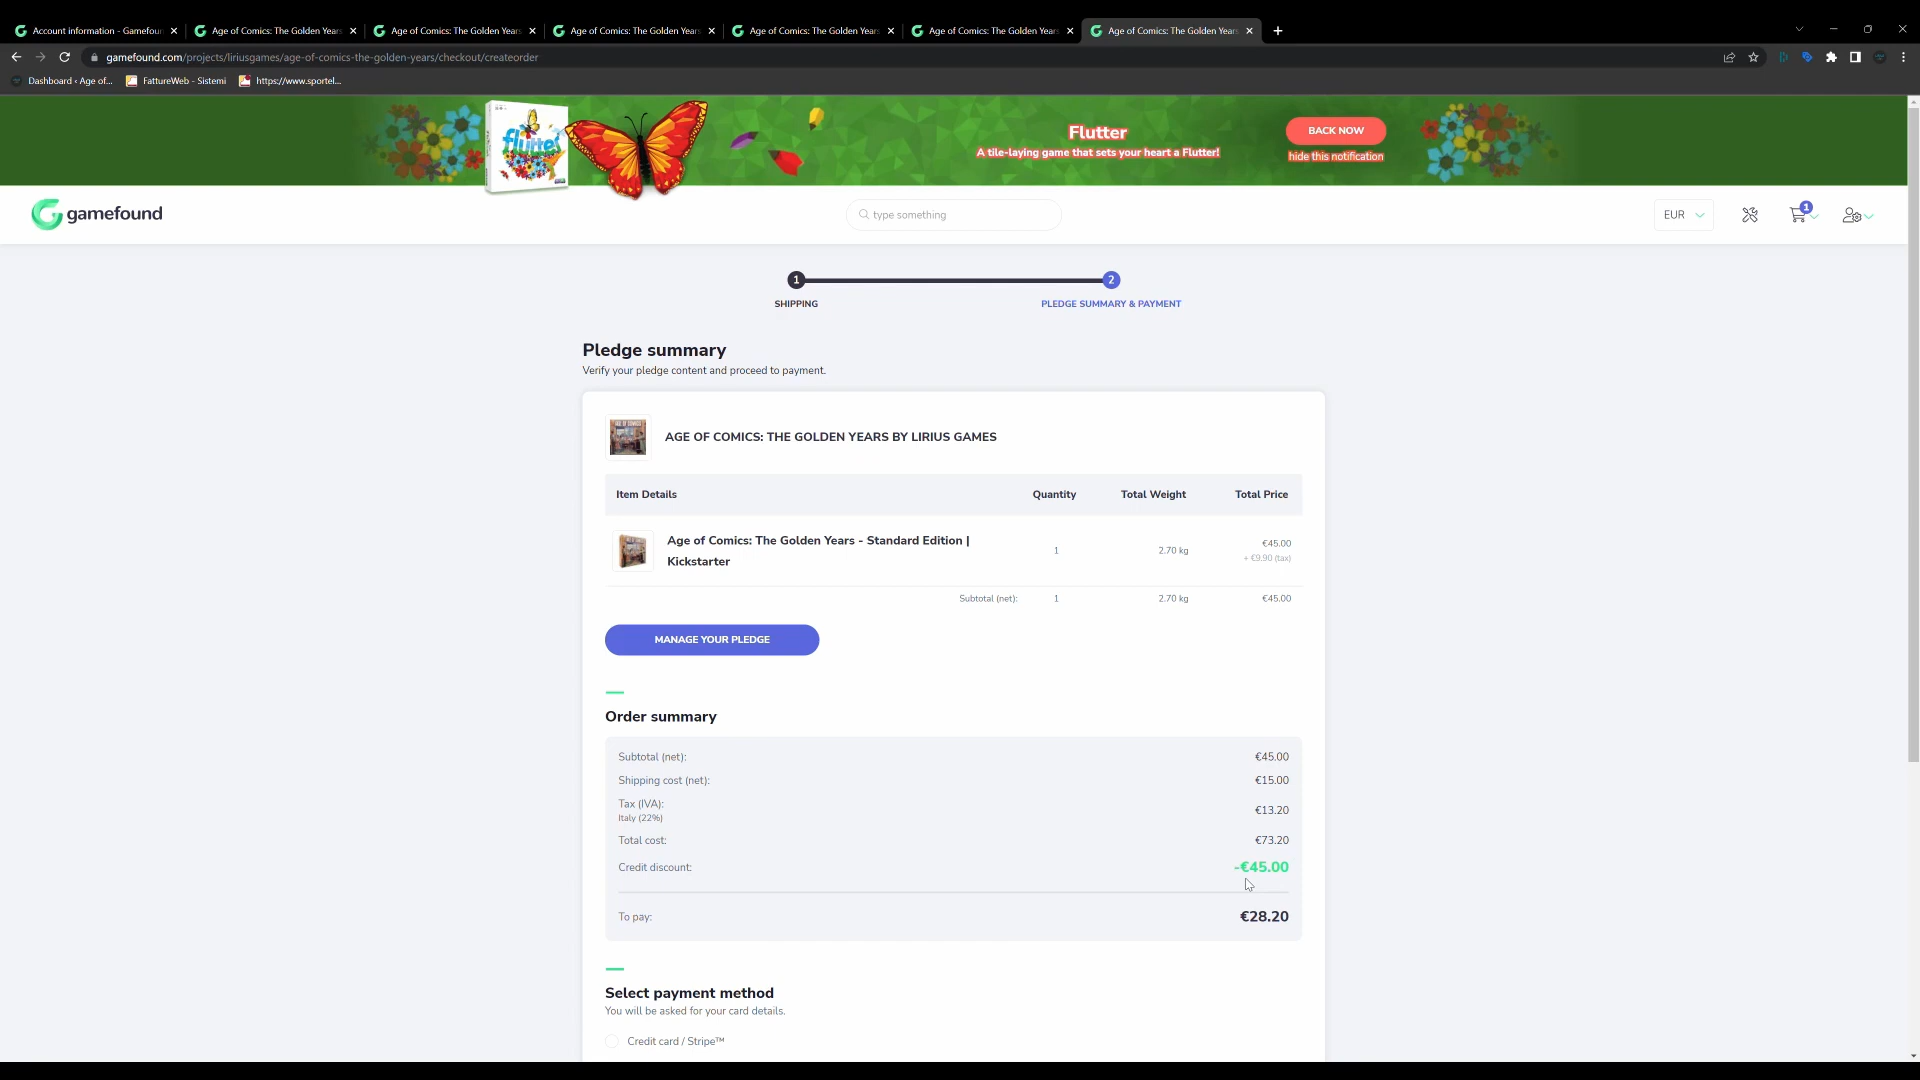 Account information - Gamefoun
Age of Comics: The Golden Years
Age of Comics: The Golden Years
Age of Comics: The Golden Years
Age of Comics: The Golden Years
Age of Comics: The Golden Years
Age of Comics: The Golden Years
gamefound.com/projects/liriusgames/age-of-comics-the-golden-years/checkout/createorder
Dashboard ‹ Age of...
FattureWeb - Sistemi
https://www.sportel...
flutter
Flutter
A tile-laying game that sets your heart a Flutter!
BACK NOW
hide this notification
gamefound
type something
EUR
1
1
2
SHIPPING
PLEDGE SUMMARY & PAYMENT
Pledge summary
Verify your pledge content and proceed to payment.
AGE OF COMICS
AGE OF COMICS: THE GOLDEN YEARS BY LIRIUS GAMES
Item Details Quantity Total Weight Total Price
Age of Comics: The Golden Years - Standard Edition |
Kickstarter
1 2.70 kg €45.00
+ €9.90 (tax)
Subtotal (net): 1 2.70 kg €45.00
MANAGE YOUR PLEDGE
Order summary
Subtotal (net): €45.00
Shipping cost (net): €15.00
Tax (IVA): €13.20
Italy (22%)
Total cost: €73.20
Credit discount: -€45.00
To pay: €28.20
Select payment method
You will be asked for your card details.
Credit card / Stripe™